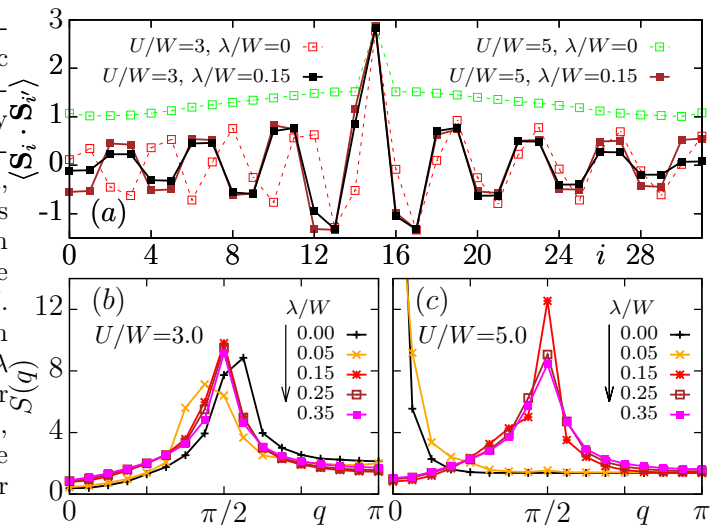 3
2
1
0
-1
⟨S_i · S_i'⟩
U/W=3, λ/W=0
U/W=3, λ/W=0.15
U/W=5, λ/W=0
U/W=5, λ/W=0.15
(a)
0 4 8 12 16 20 24 28 i
12
8
4
0
S(q)
(b)
U/W=3.0
λ/W
0.00
0.05
0.15
0.25
0.35
0 π/2 q π
(c)
U/W=5.0
λ/W
0.00
0.05
0.15
0.25
0.35
0 π/2 q π